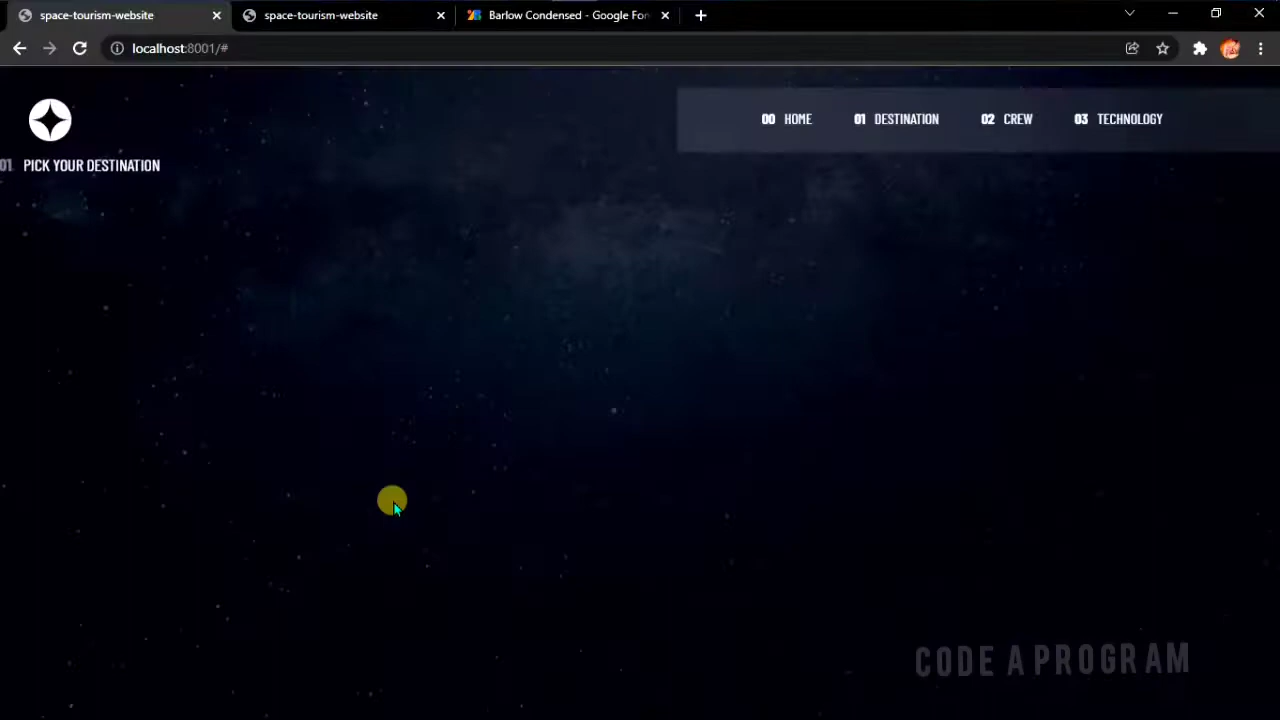 space-tourism-website
space-tourism-website
Barlow Condensed - Google Fon
localhost:8001/#
00 HOME
01 DESTINATION
02 CREW
03 TECHNOLOGY
01 PICK YOUR DESTINATION
CODE A PROGRAM